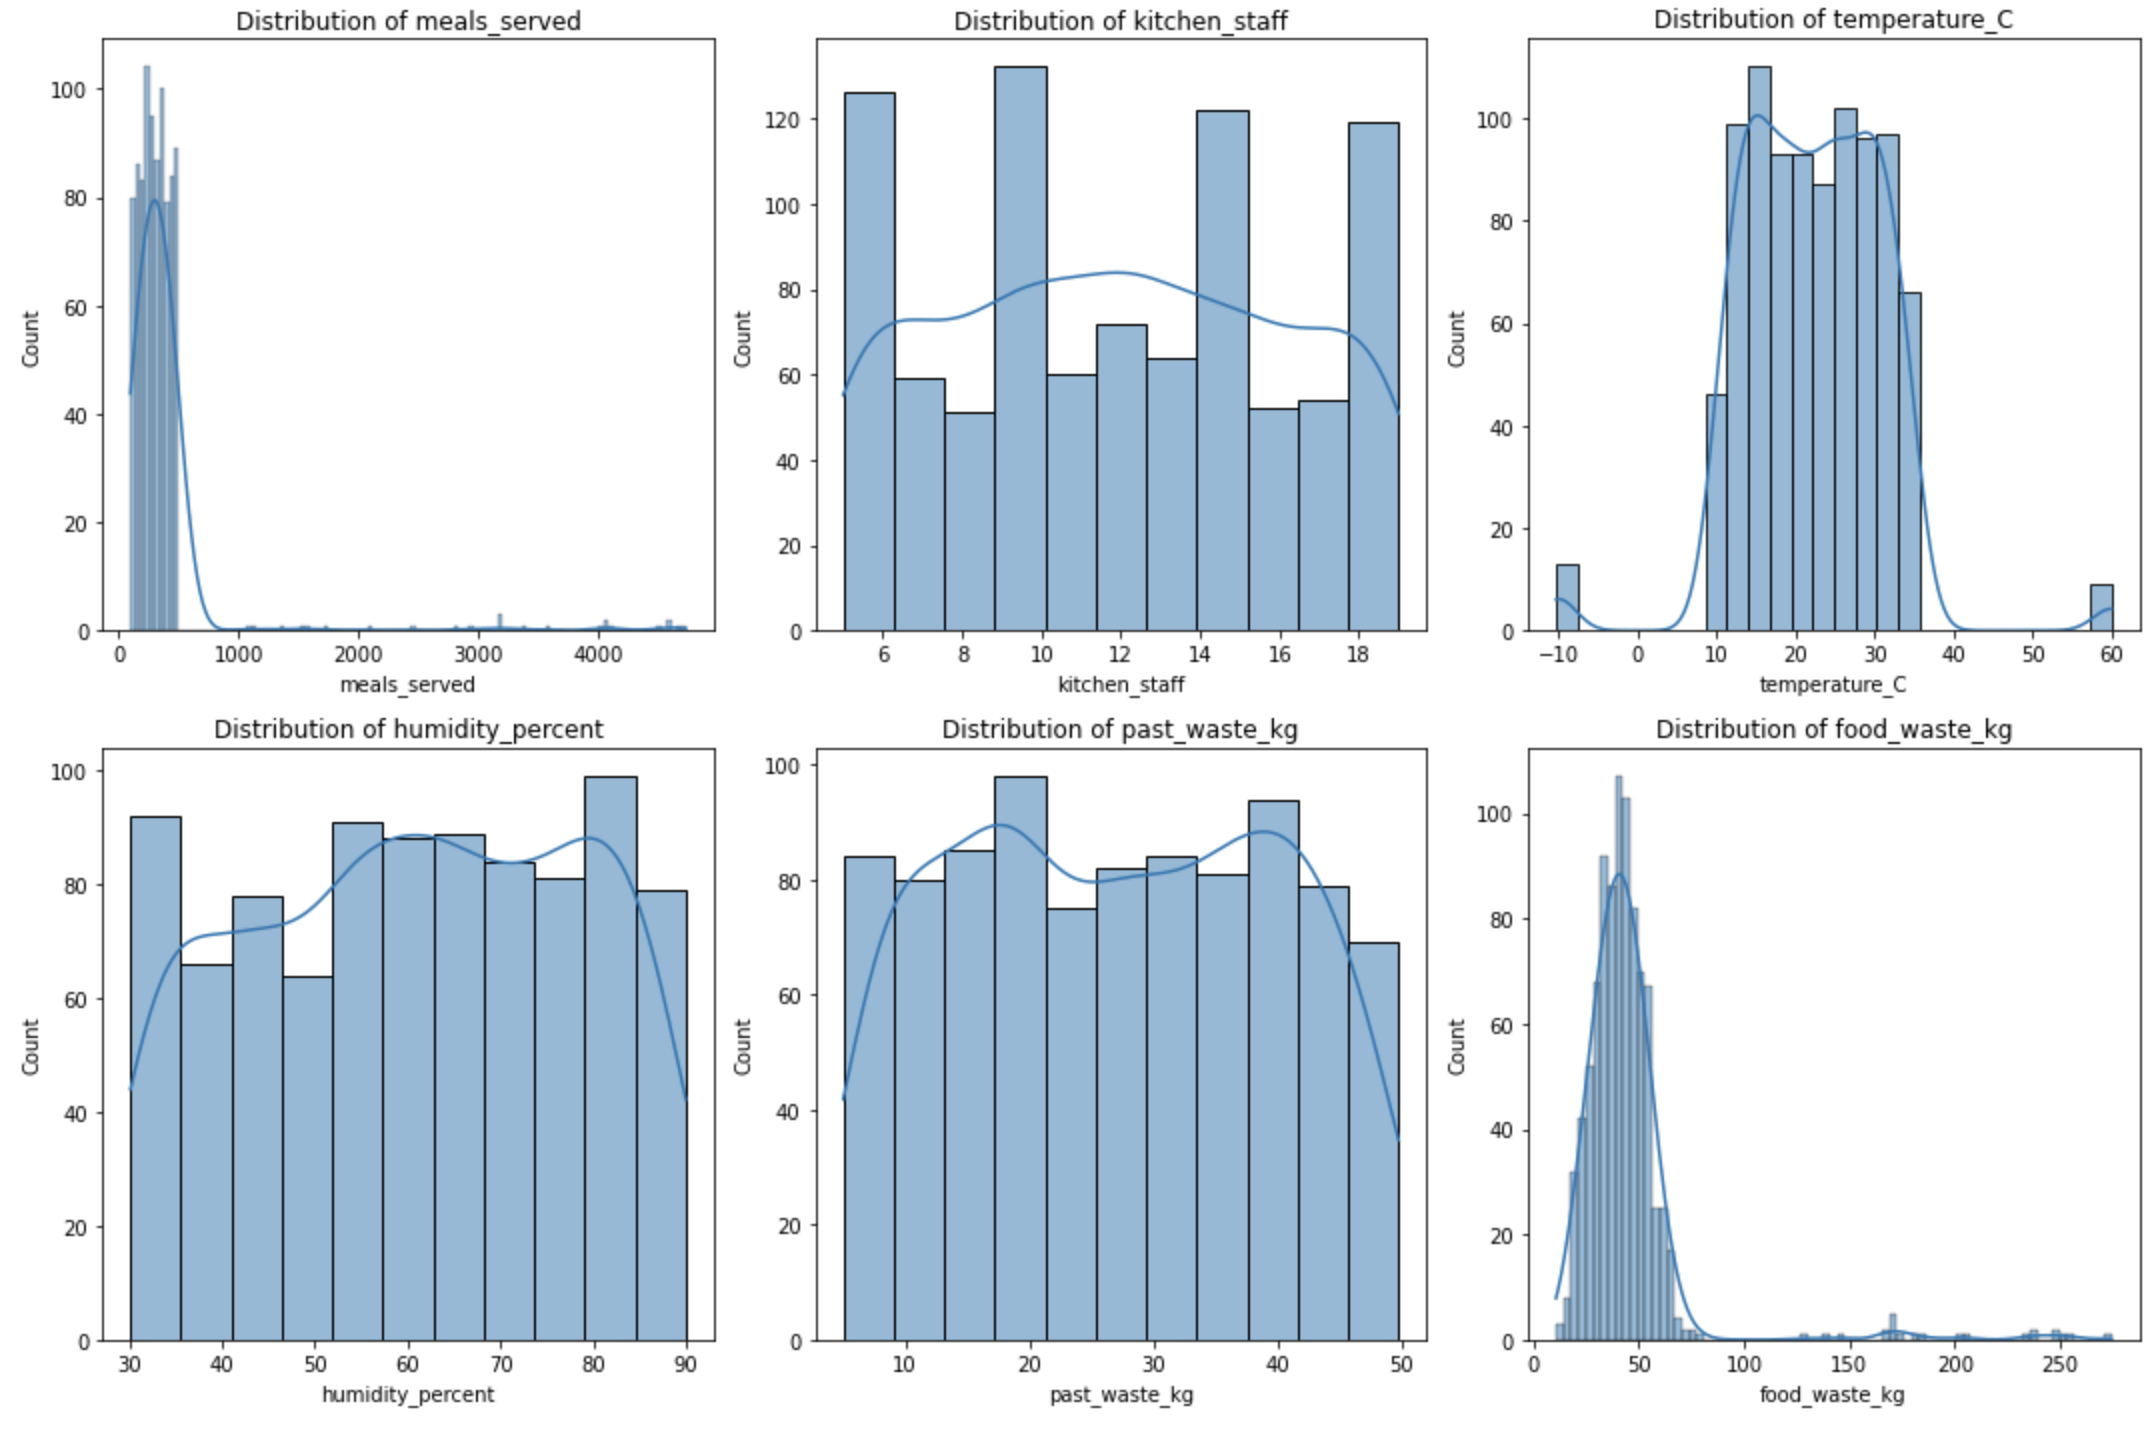 Distribution of meals_served
Count
100
80
60
40
20
0
0 1000 2000 3000 4000
meals_served
Distribution of kitchen_staff
Count
120
100
80
60
40
20
0
6 8 10 12 14 16 18
kitchen_staff
Distribution of temperature_C
Count
100
80
60
40
20
0
−10 0 10 20 30 40 50 60
temperature_C
Distribution of humidity_percent
Count
100
80
60
40
20
0
30 40 50 60 70 80 90
humidity_percent
Distribution of past_waste_kg
Count
100
80
60
40
20
0
10 20 30 40 50
past_waste_kg
Distribution of food_waste_kg
Count
100
80
60
40
20
0
0 50 100 150 200 250
food_waste_kg